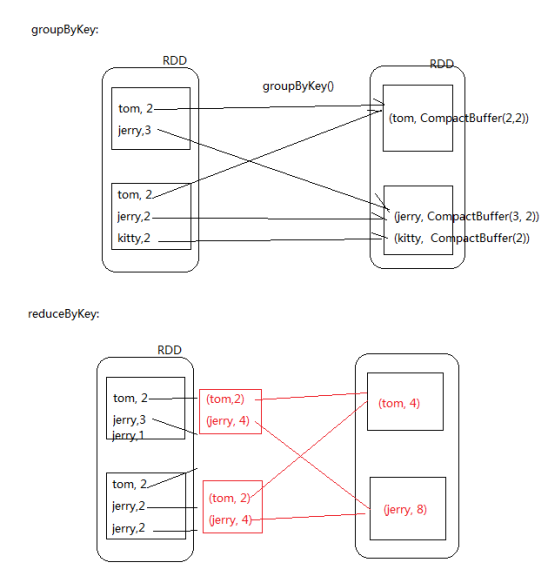 groupByKey:
RDD
RDD
groupByKey()
tom, 2
jerry,3
(tom, CompactBuffer(2,2))
tom, 2
jerry,2
kitty,2
(jerry, CompactBuffer(3, 2))
(kitty, CompactBuffer(2))
reduceByKey:
RDD
tom, 2
jerry,3
jerry,1
(tom,2)
(jerry, 4)
(tom, 4)
tom, 2
jerry,2
jerry,2
(tom, 2)
(jerry, 4)
(jerry, 8)